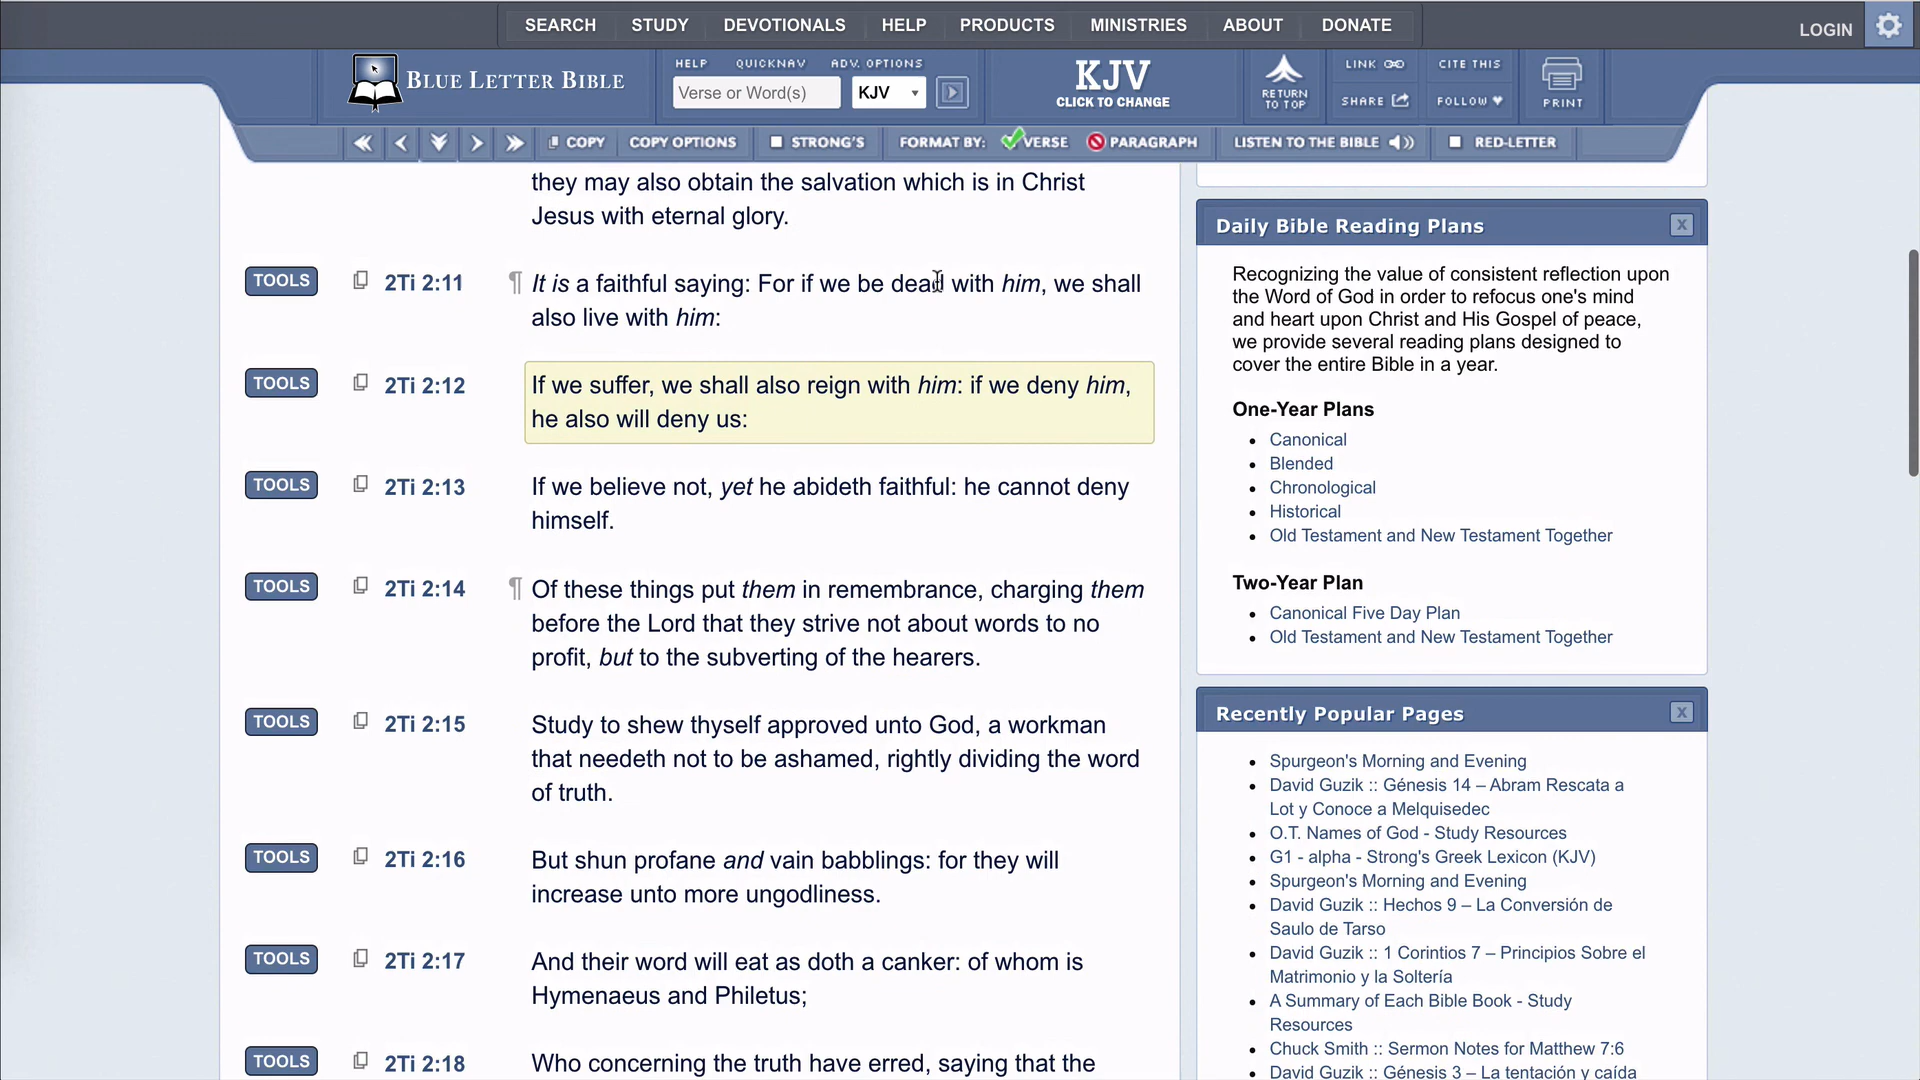 SEARCH STUDY DEVOTIONALS HELP PRODUCTS MINISTRIES ABOUT DONATE
LOGIN
BLUE LETTER BIBLE
HELP QUICKNAV ADV. OPTIONS
Verse or Word(s) KJV
KJV
CLICK TO CHANGE
RETURN
TO TOP
LINK
SHARE
CITE THIS
FOLLOW
PRINT
COPY COPY OPTIONS STRONG'S FORMAT BY: VERSE PARAGRAPH LISTEN TO THE BIBLE RED-LETTER
they may also obtain the salvation which is in Christ
Jesus with eternal glory.
TOOLS 2Ti 2:11 ¶ It is a faithful saying: For if we be dead with him, we shall
also live with him:
TOOLS 2Ti 2:12 If we suffer, we shall also reign with him: if we deny him,
he also will deny us:
TOOLS 2Ti 2:13 If we believe not, yet he abideth faithful: he cannot deny
himself.
TOOLS 2Ti 2:14 ¶ Of these things put them in remembrance, charging them
before the Lord that they strive not about words to no
profit, but to the subverting of the hearers.
TOOLS 2Ti 2:15 Study to shew thyself approved unto God, a workman
that needeth not to be ashamed, rightly dividing the word
of truth.
TOOLS 2Ti 2:16 But shun profane and vain babblings: for they will
increase unto more ungodliness.
TOOLS 2Ti 2:17 And their word will eat as doth a canker: of whom is
Hymenaeus and Philetus;
TOOLS 2Ti 2:18 Who concerning the truth have erred, saying that the
Daily Bible Reading Plans X
Recognizing the value of consistent reflection upon
the Word of God in order to refocus one's mind
and heart upon Christ and His Gospel of peace,
we provide several reading plans designed to
cover the entire Bible in a year.
One-Year Plans
• Canonical
• Blended
• Chronological
• Historical
• Old Testament and New Testament Together
Two-Year Plan
• Canonical Five Day Plan
• Old Testament and New Testament Together
Recently Popular Pages X
• Spurgeon's Morning and Evening
• David Guzik :: Génesis 14 – Abram Rescata a
Lot y Conoce a Melquisedec
• O.T. Names of God - Study Resources
• G1 - alpha - Strong's Greek Lexicon (KJV)
• Spurgeon's Morning and Evening
• David Guzik :: Hechos 9 – La Conversión de
Saulo de Tarso
• David Guzik :: 1 Corintios 7 – Principios Sobre el
Matrimonio y la Soltería
• A Summary of Each Bible Book - Study
Resources
• Chuck Smith :: Sermon Notes for Matthew 7:6
• David Guzik :: Génesis 3 – La tentación y caída